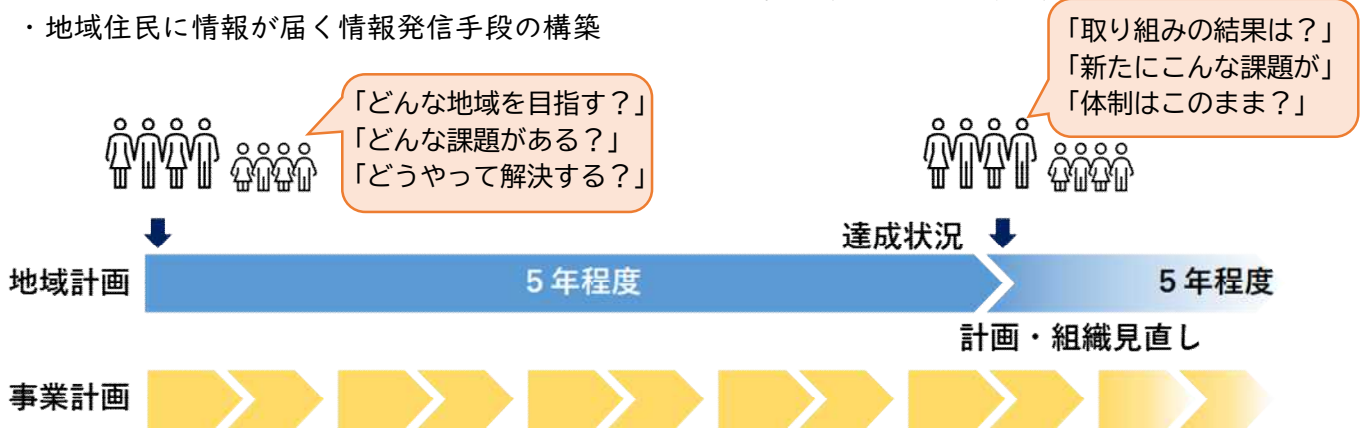 ・地域住民に情報が届く情報発信手段の構築
「取り組みの結果は？」
「新たにこんな課題が」
「体制はこのまま？」
「どんな地域を目指す？」
「どんな課題がある？」
「どうやって解決する？」
達成状況
地域計画
５年程度
５年程度
計画・組織見直し
事業計画